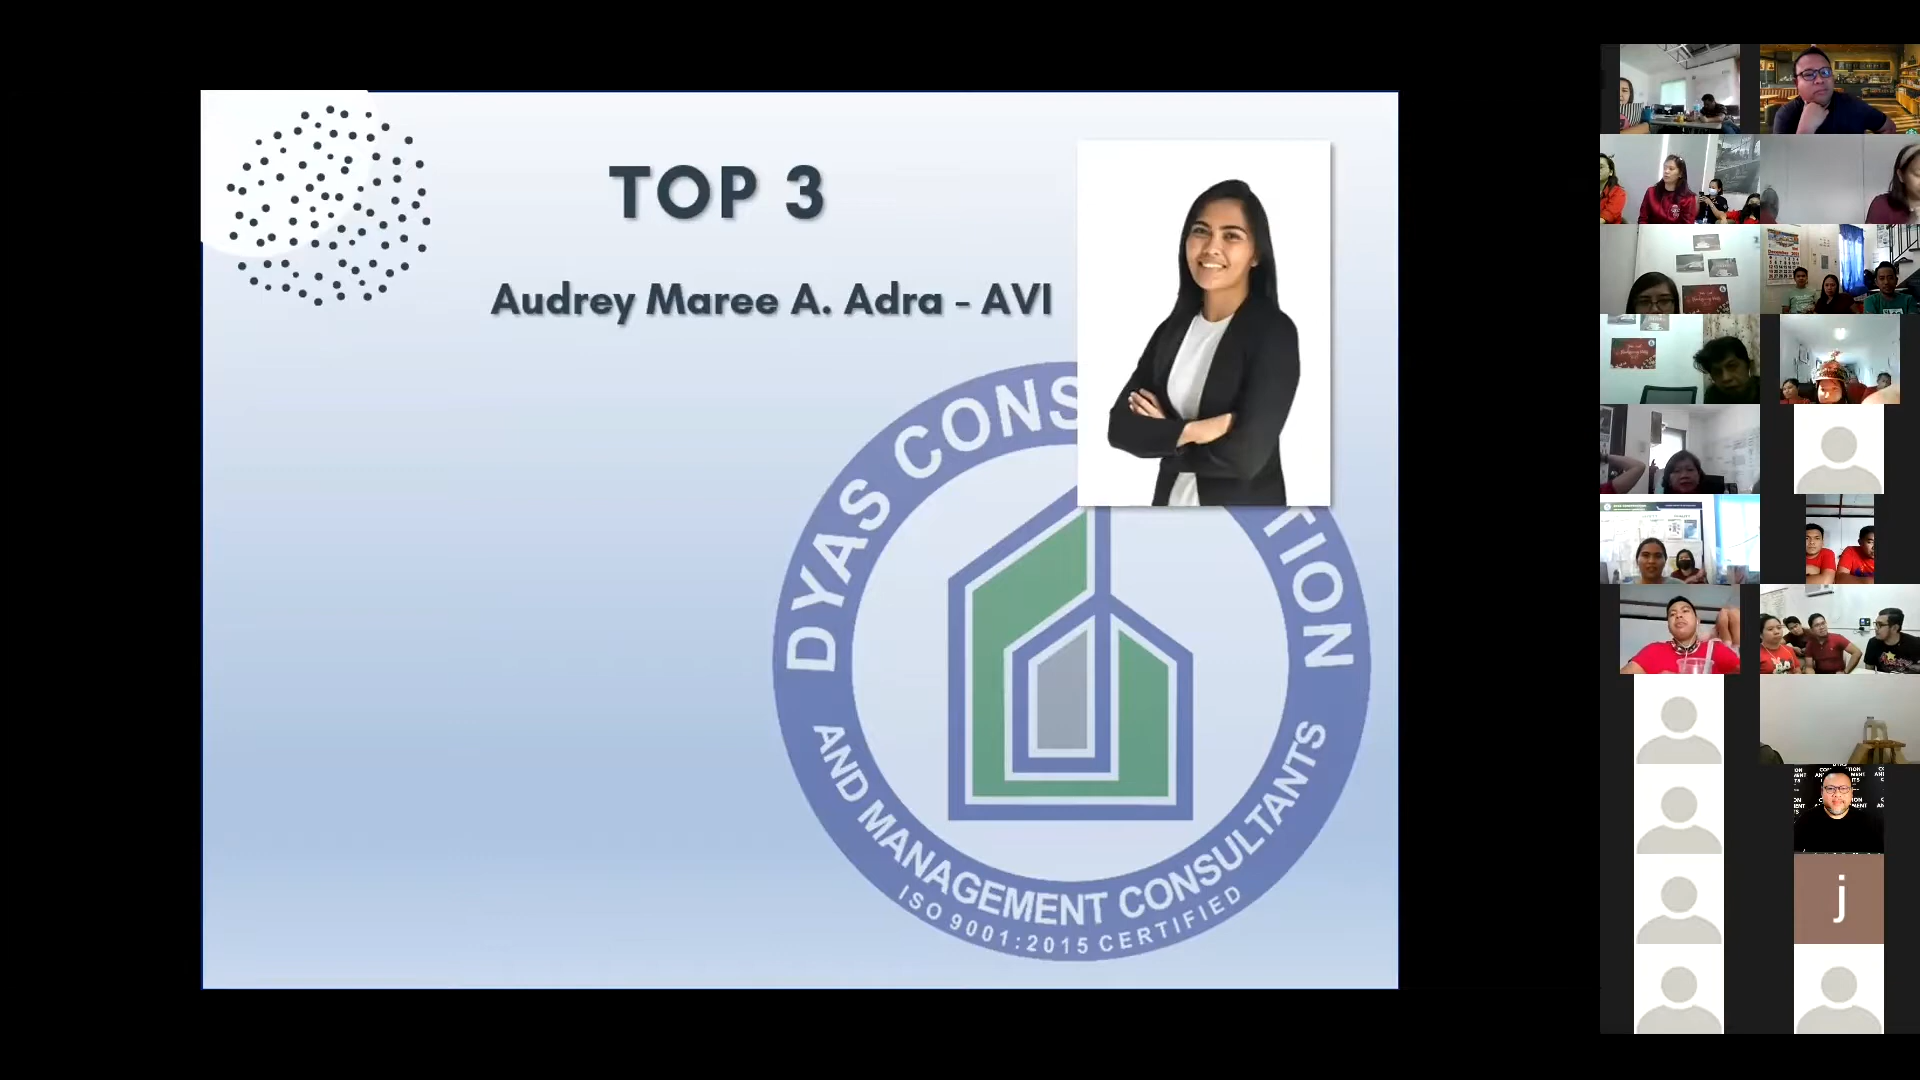 TOP 3
Audrey Maree A. Adra - AVI
DYAS CONS TION
AND MANAGEMENT CONSULTANTS
ISO 9001:2015 CERTIFIED
j